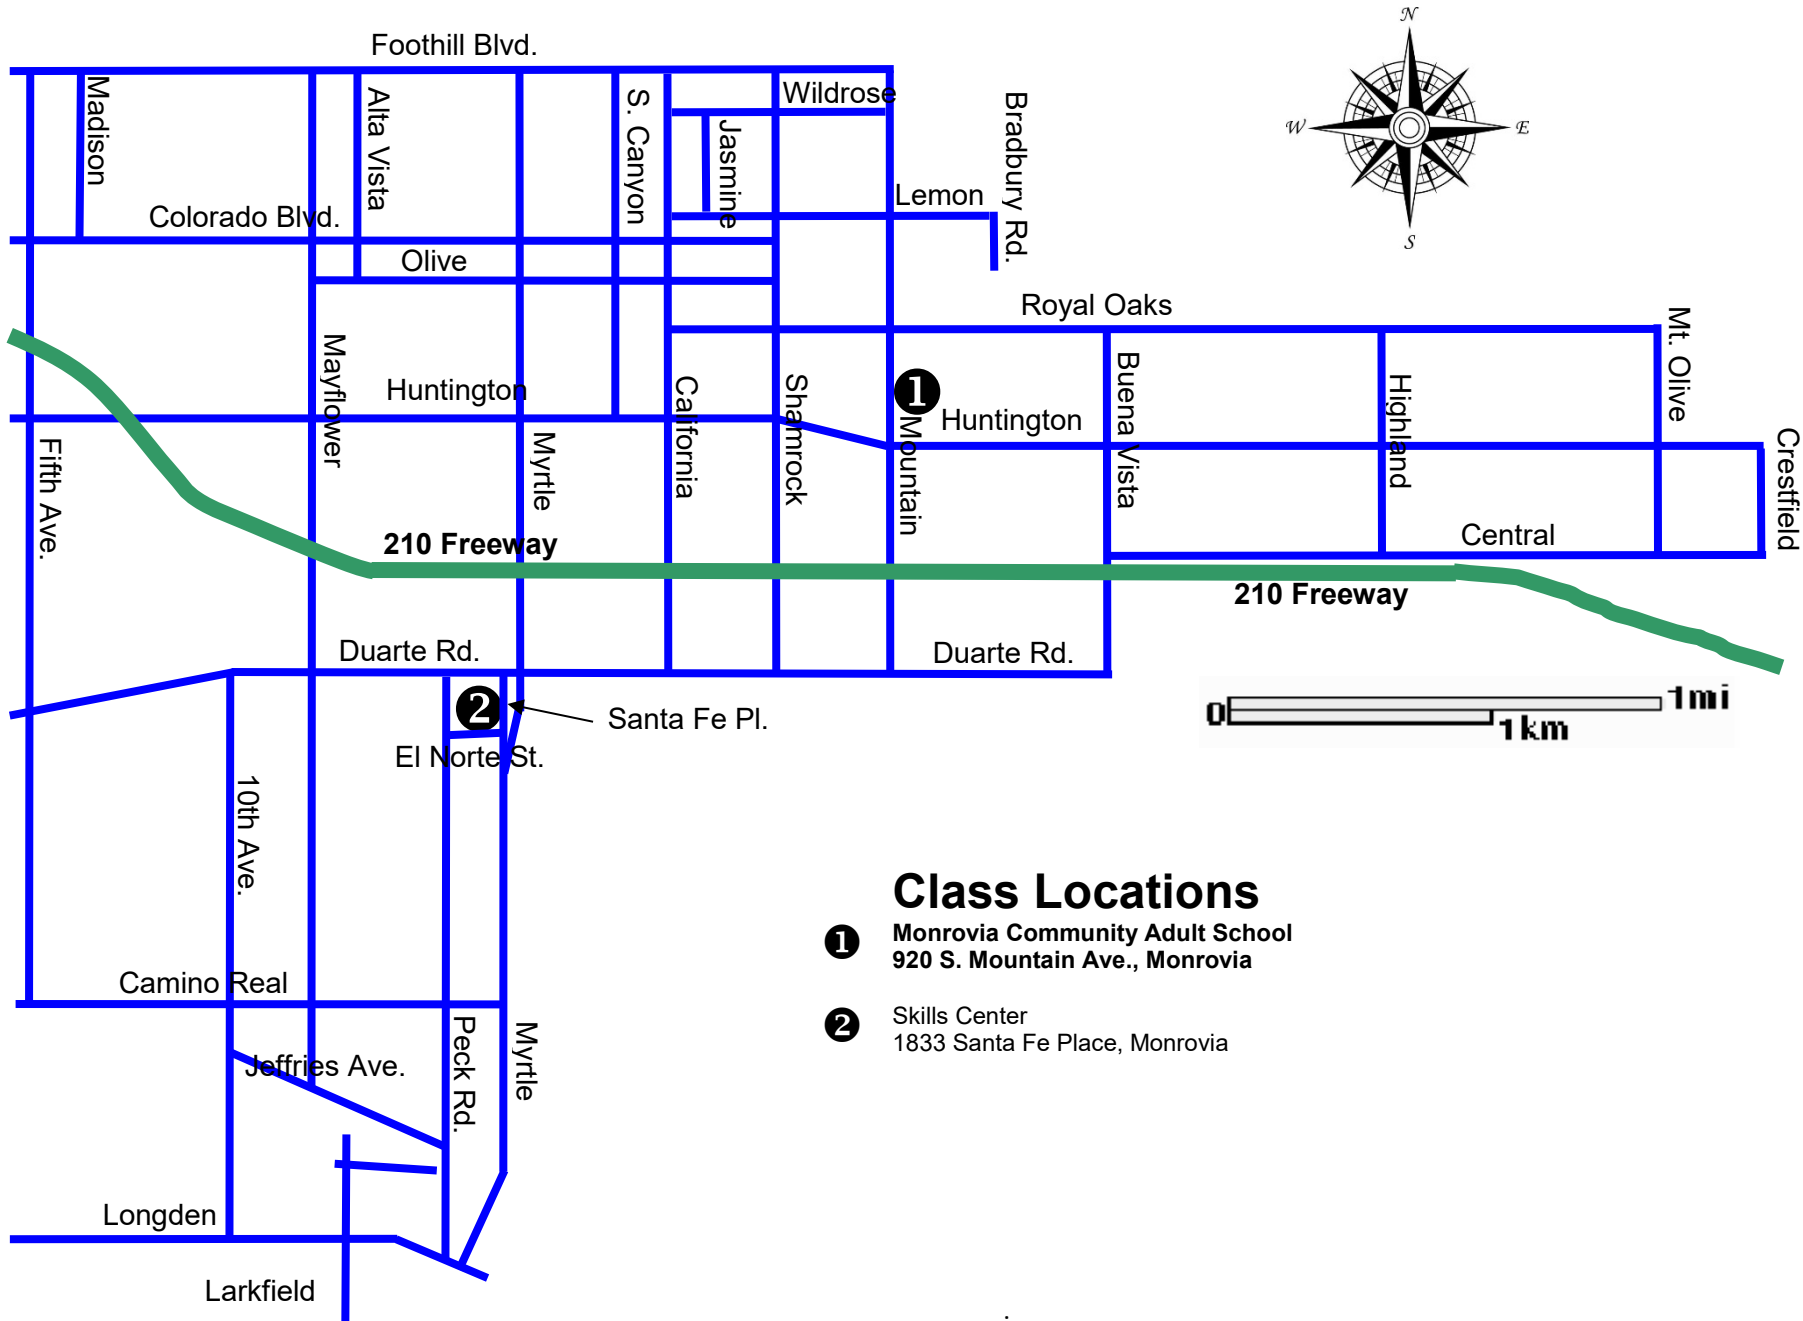 N
Foothill Blvd.
Madison
Alta Vista
S. Canyon
Wildrose
Jasmine
Bradbury Rd.
W
E
Lemon
Colorado Blvd.
S
Olive
Royal Oaks
Mt. Olive
Mayflower
Huntington
California
Shamrock
1
Mountain
Huntington
Buena Vista
Highland
Crestfield
Fifth Ave.
Myrtle
210 Freeway
Central
210 Freeway
Duarte Rd.
Duarte Rd.
2
Santa Fe Pl.
0
1mi
1km
El Norte St.
10th Ave.
Class Locations
1
Monrovia Community Adult School
920 S. Mountain Ave., Monrovia
Camino Real
2
Skills Center
1833 Santa Fe Place, Monrovia
Jeffries Ave.
Peck Rd.
Myrtle
Longden
Larkfield
.